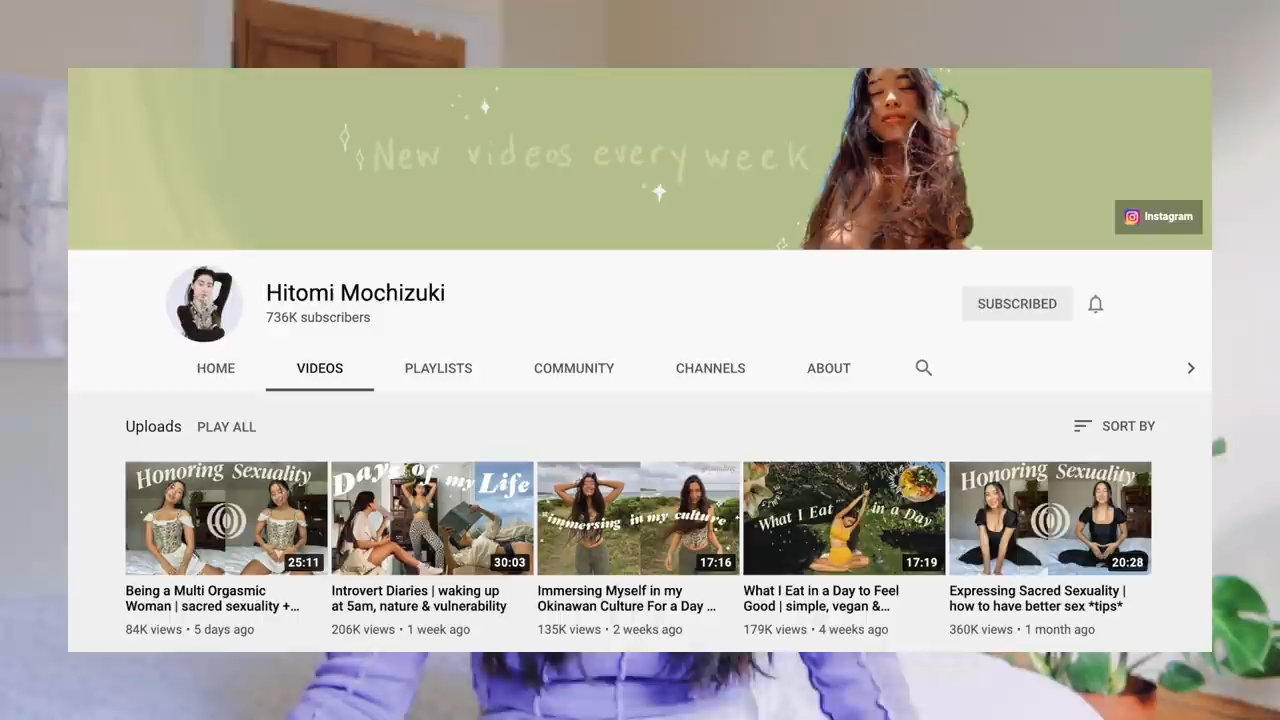 New videos every week
Instagram
Hitomi Mochizuki
736K subscribers
SUBSCRIBED
HOME
VIDEOS
PLAYLISTS
COMMUNITY
CHANNELS
ABOUT
Uploads
PLAY ALL
SORT BY
Honoring Sexuality
25:11
Days of my Life
30:03
immersing in my culture
17:16
What I Eat in a Day
17:19
Honoring Sexuality
20:28
Being a Multi Orgasmic
Woman | sacred sexuality +...
84K views • 5 days ago
Introvert Diaries | waking up
at 5am, nature & vulnerability
206K views • 1 week ago
Immersing Myself in my
Okinawan Culture For a Day ...
135K views • 2 weeks ago
What I Eat in a Day to Feel
Good | simple, vegan &...
179K views • 4 weeks ago
Expressing Sacred Sexuality |
how to have better sex *tips*
360K views • 1 month ago